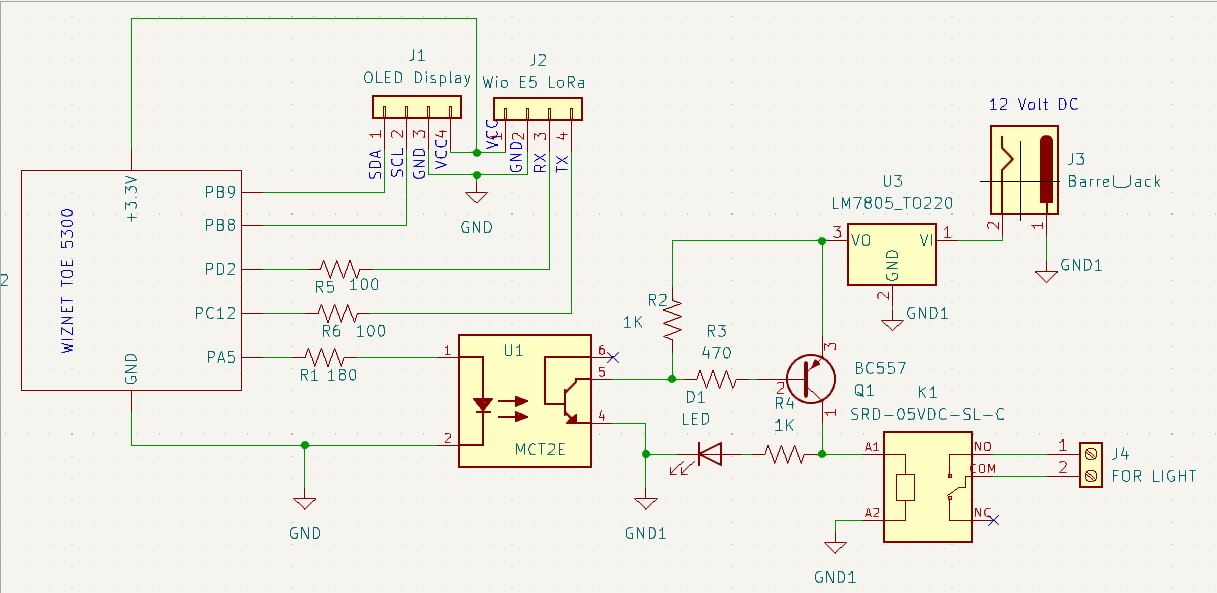 J1
OLED Display
J2
Wio E5 LoRa
1
2
3
4
SDA
SCL
GND
VCC
1
2
3
4
VCC
GND
RX
TX
GND
12 Volt DC
J3
Barrel_Jack
2
1
GND1
U3
LM7805_TO220
3
VO
VI
1
GND
2
GND1
2
WIZNET TOE 5300
+3.3V
PB9
PB8
PD2
PC12
PA5
GND
R5 100
R6 100
R1 180
GND
U1
1
2
6
5
4
MCT2E
R2
1K
R3
470
D1
LED
R4
1K
GND1
3
2
1
BC557
Q1
K1
SRD-05VDC-SL-C
A1
A2
NO
COM
NC
GND1
1
2
J4
FOR LIGHT